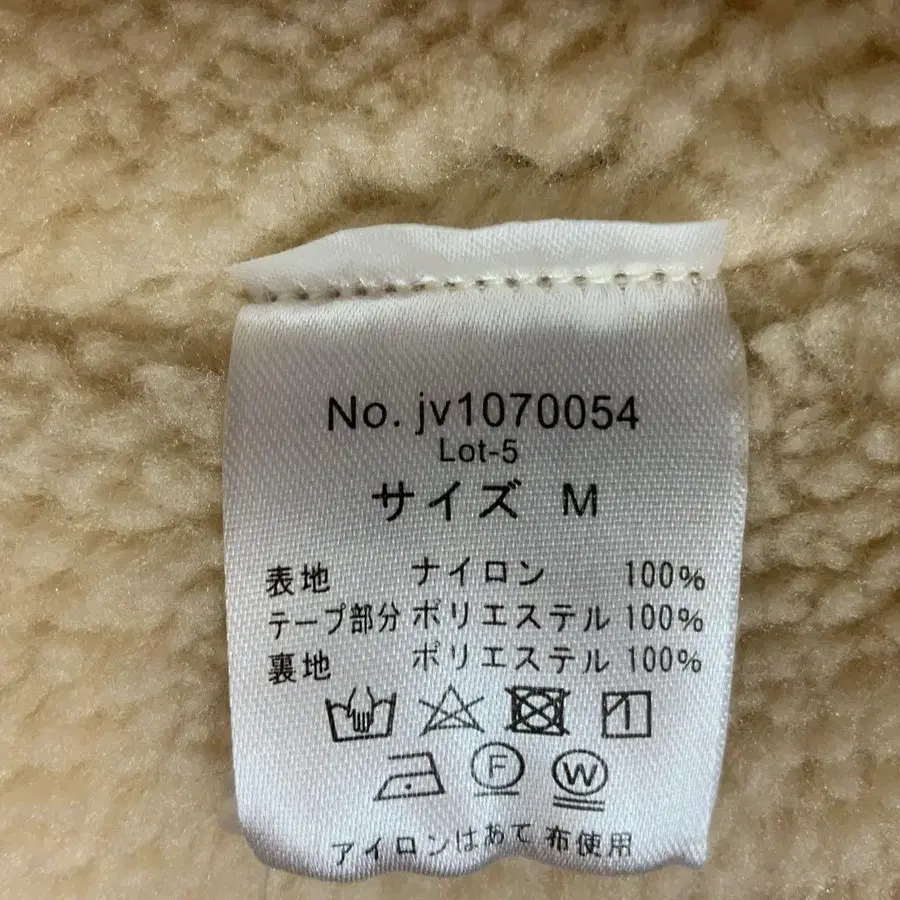 No. jv1070054
Lot-5
サイズ M
表地 ナイロン 100%
テープ部分 ポリエステル 100%
裏地 ポリエステル 100%
F W
アイロンはあて布使用